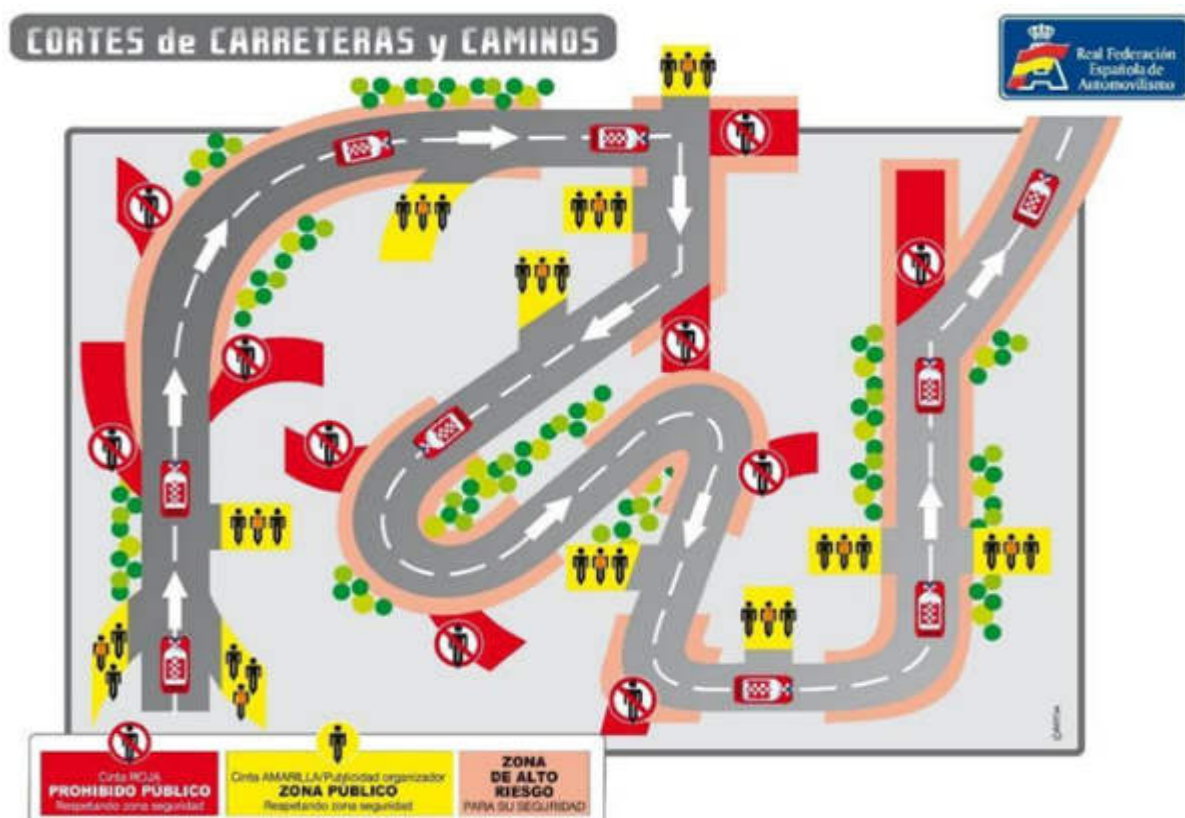 CORTES de CARRETERAS y CAMINOS
Real Federación
Española de
Automovilismo
Cinta ROJA
PROHIBIDO PÚBLICO
Respetando zona seguridad
Cinta AMARILLA/Publicidad organizador
ZONA PÚBLICO
Respetando zona seguridad
ZONA
DE ALTO
RIESGO
PARA SU SEGURIDAD